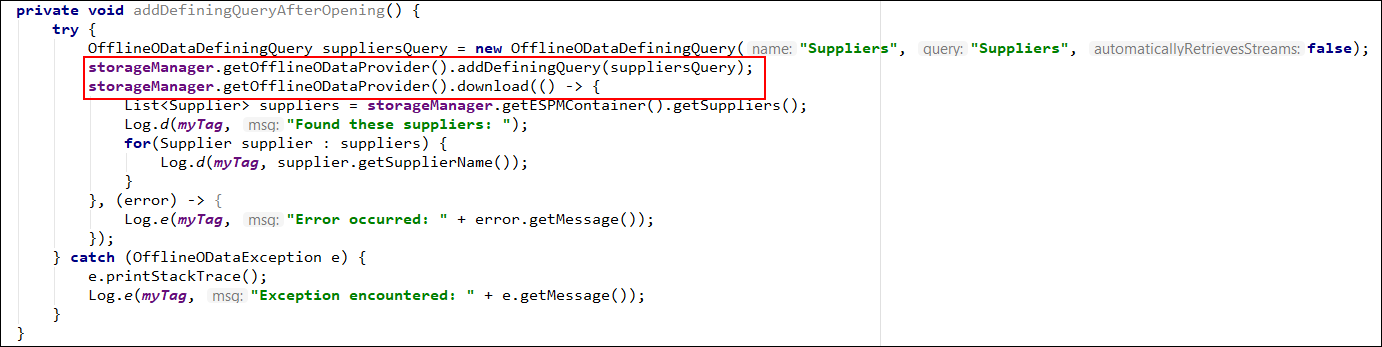 private void addDefiningQueryAfterOpening() {
    try {
        OfflineODataDefiningQuery suppliersQuery = new OfflineODataDefiningQuery( name: "Suppliers", query: "Suppliers", automaticallyRetrievesStreams: false);
        storageManager.getOfflineODataProvider().addDefiningQuery(suppliersQuery);
        storageManager.getOfflineODataProvider().download(() -> {
            List<Supplier> suppliers = storageManager.getESPMContainer().getSuppliers();
            Log.d(myTag, msg: "Found these suppliers: ");
            for(Supplier supplier : suppliers) {
                Log.d(myTag, supplier.getSupplierName());
            }
        }, (error) -> {
            Log.e(myTag, msg: "Error occurred: " + error.getMessage());
        });
    } catch (OfflineODataException e) {
        e.printStackTrace();
        Log.e(myTag, msg: "Exception encountered: " + e.getMessage());
    }
}